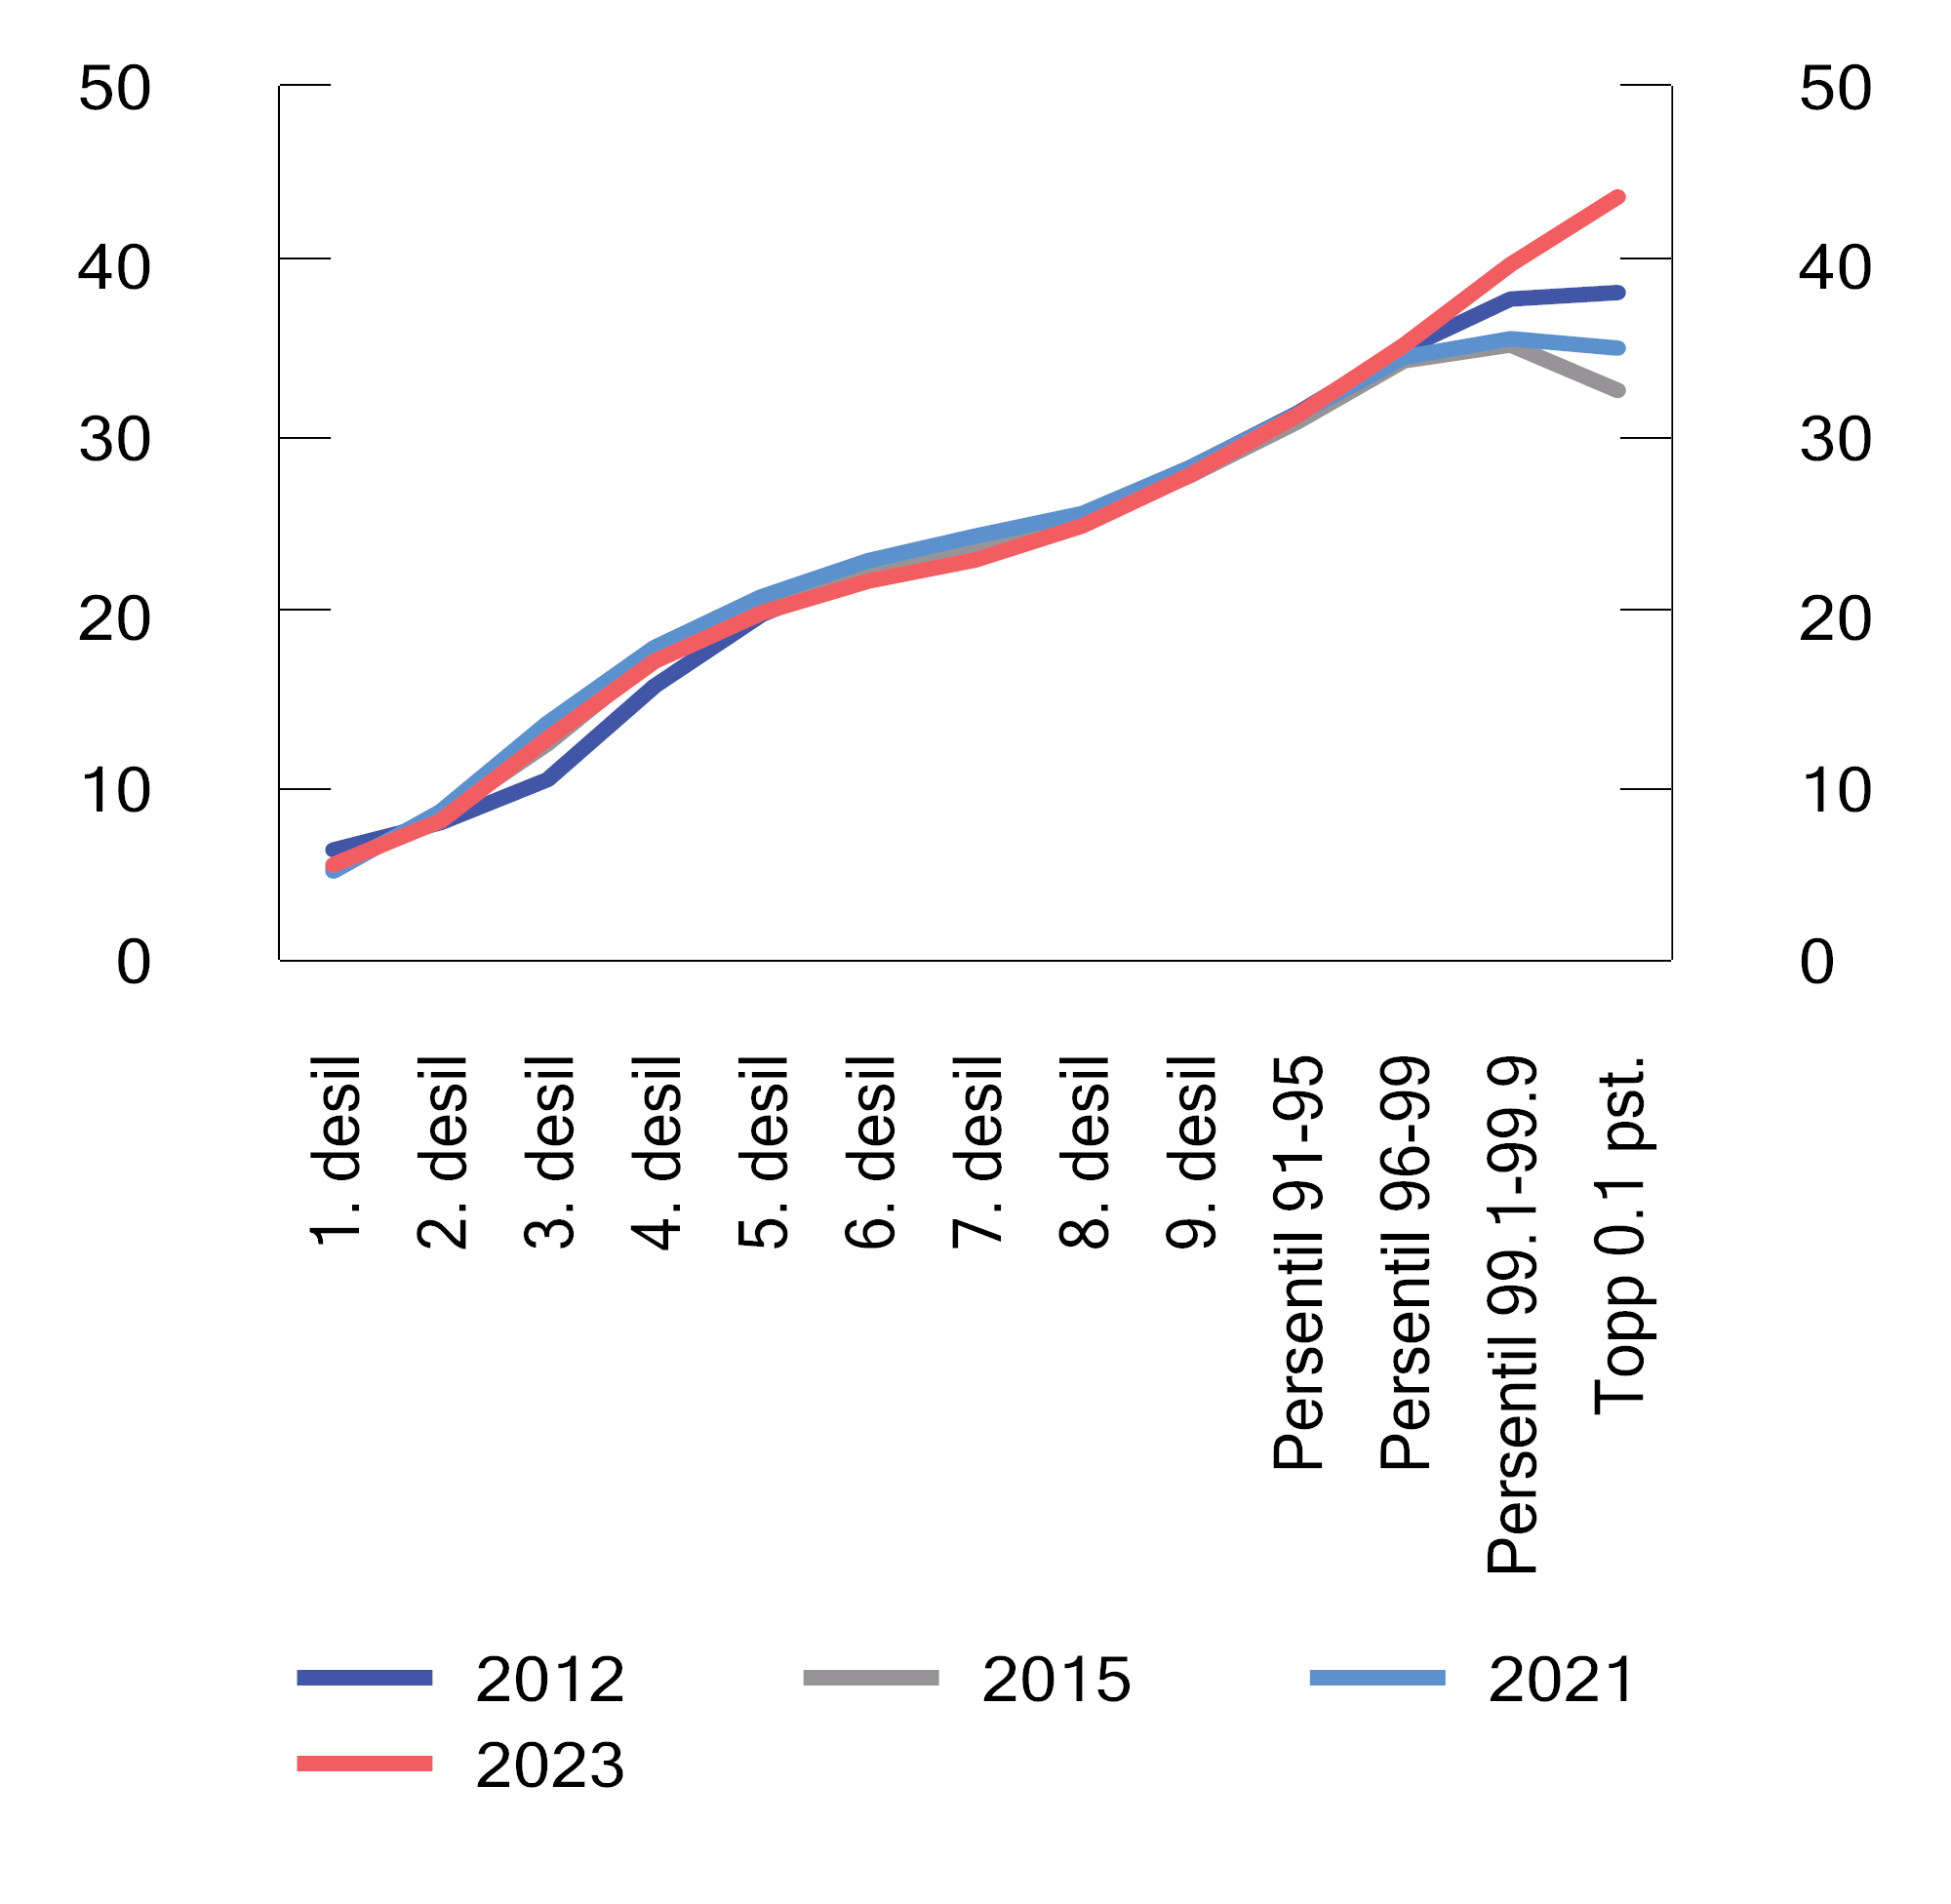 50 50
40 40
30 30
20 20
10 10
0 0
1. desil
2. desil
3. desil
4. desil
5. desil
6. desil
7. desil
8. desil
9. desil
Persentil 91-95
Persentil 96-99
Persentil 99.1-99.9
Topp 0.1 pst.
2012 2015 2021
2023